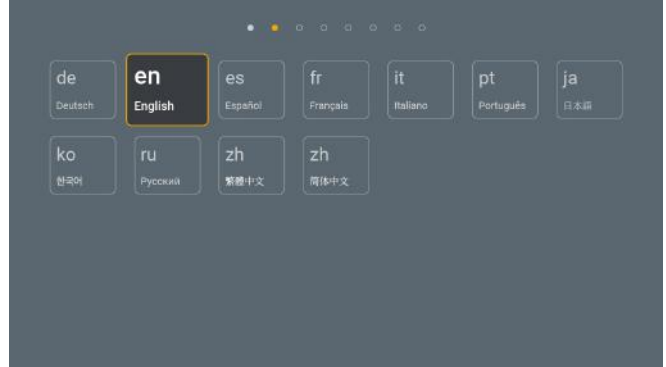 de
Deutsch
en
English
es
Español
fr
Français
it
Italiano
pt
Português
ja
日本語
ko
한국어
ru
Русский
zh
繁體中文
zh
简体中文